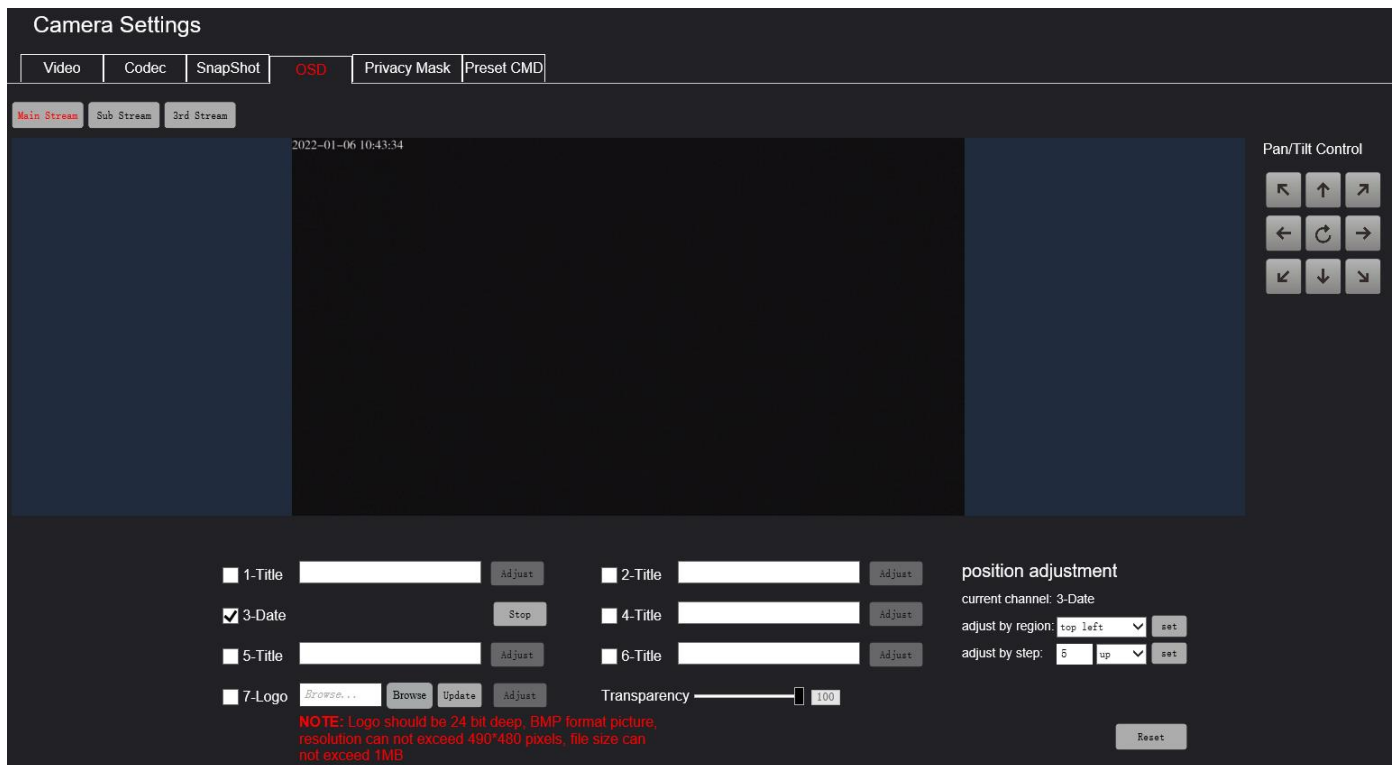 Camera Settings
Video Codec SnapShot OSD Privacy Mask Preset CMD
Main Stream Sub Stream 3rd Stream
2022-01-06 10:43:34
Pan/Tilt Control
1-Title Adjust 2-Title Adjust
3-Date Stop 4-Title Adjust
5-Title Adjust 6-Title Adjust
7-Logo Browse... Browse Update Adjust Transparency 100
NOTE: Logo should be 24 bit deep, BMP format picture,
resolution can not exceed 490*480 pixels, file size can
not exceed 1MB
position adjustment
current channel: 3-Date
adjust by region: top left set
adjust by step: 5 up set
Reset